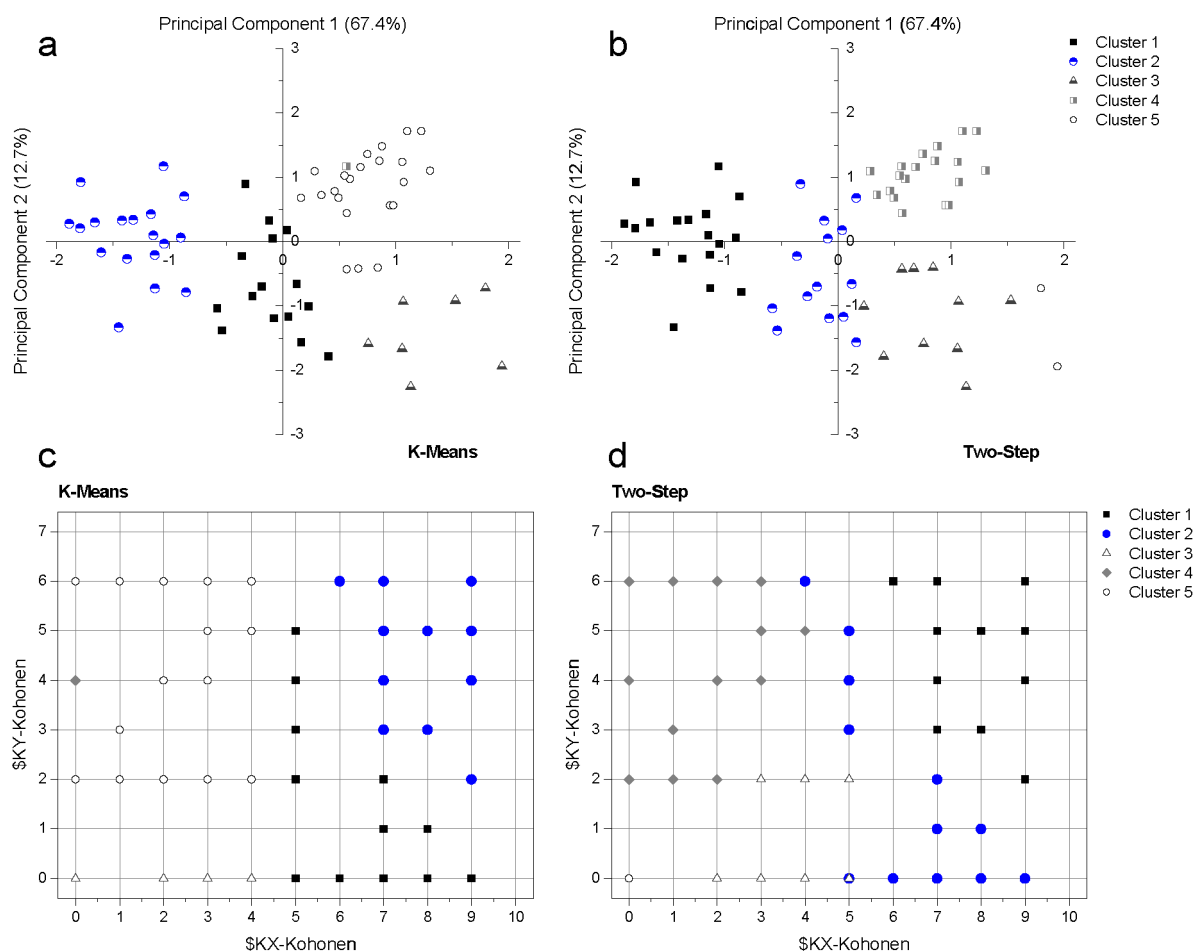 Principal Component 1 (67.4%)
a
Principal Component 2 (12.7%)
3
2
1
0
-1
-2
-3
-2
-1
0
1
2
K-Means
Principal Component 1 (67.4%)
b
Principal Component 2 (12.7%)
3
2
1
0
-1
-2
-3
-2
-1
0
1
2
Two-Step
Cluster 1
Cluster 2
Cluster 3
Cluster 4
Cluster 5
c
K-Means
$KY-Kohonen
7
6
5
4
3
2
1
0
0 1 2 3 4 5 6 7 8 9 10
$KX-Kohonen
d
Two-Step
$KY-Kohonen
7
6
5
4
3
2
1
0
0 1 2 3 4 5 6 7 8 9 10
$KX-Kohonen
Cluster 1
Cluster 2
Cluster 3
Cluster 4
Cluster 5